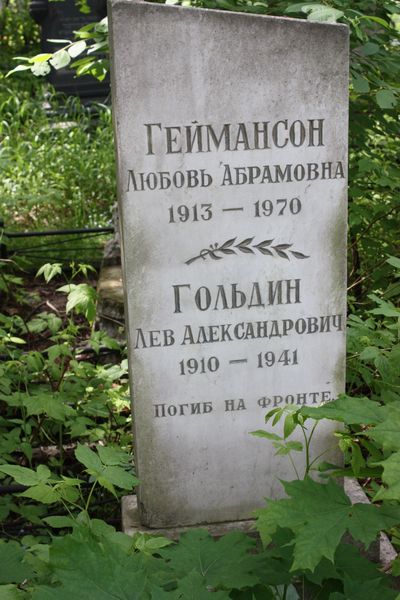 Геймансон
Любовь Абрамовна
1913 — 1970
Гольдин
Лев Александрович
1910 — 1941
Погиб на фронте